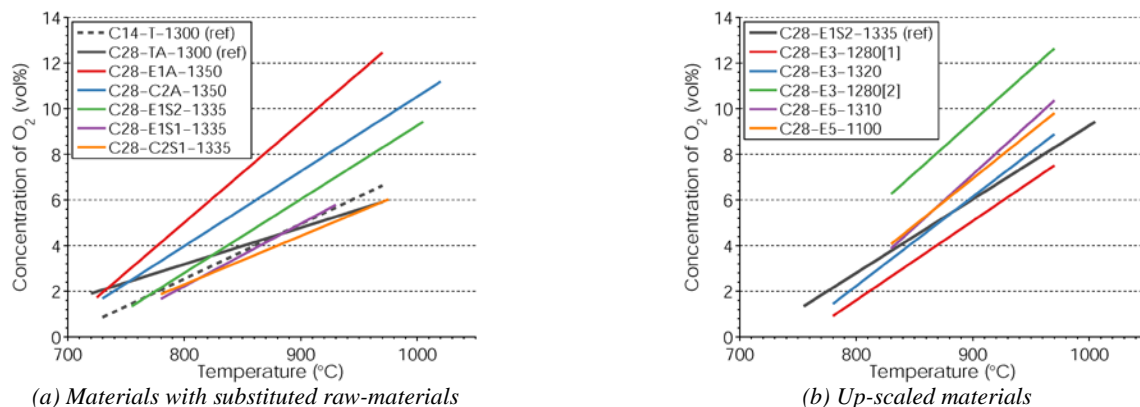 14
12
10
8
6
4
2
0
Concentration of O2 (vol%)
C14-T-1300 (ref)
C28-TA-1300 (ref)
C28-E1A-1350
C28-C2A-1350
C28-E1S2-1335
C28-E1S1-1335
C28-C2S1-1335
700 800 900 1000
Temperature (°C)
(a) Materials with substituted raw-materials
14
12
10
8
6
4
2
0
Concentration of O2 (vol%)
C28-E1S2-1335 (ref)
C28-E3-1280[1]
C28-E3-1320
C28-E3-1280[2]
C28-E5-1310
C28-E5-1100
700 800 900 1000
Temperature (°C)
(b) Up-scaled materials